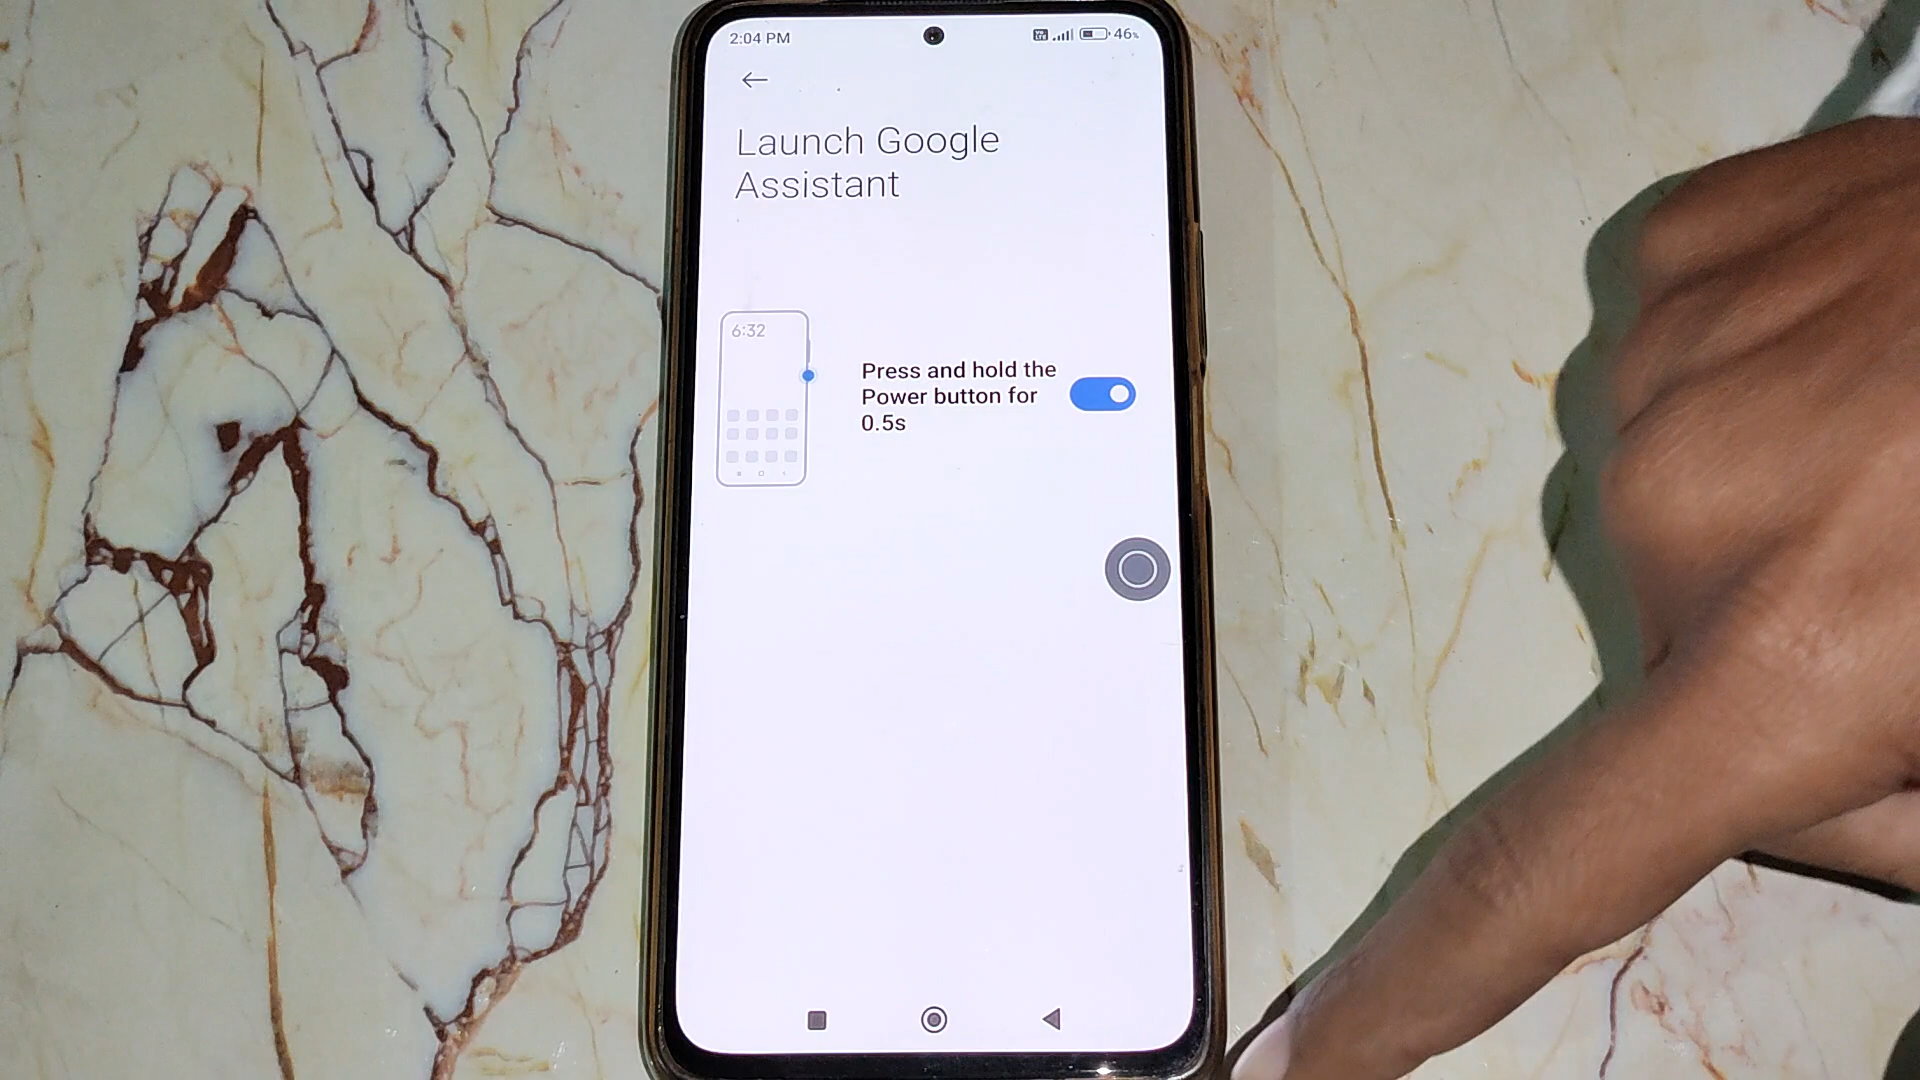 2:04 PM
46%
Launch Google
Assistant
6:32
Press and hold the
Power button for
0.5s